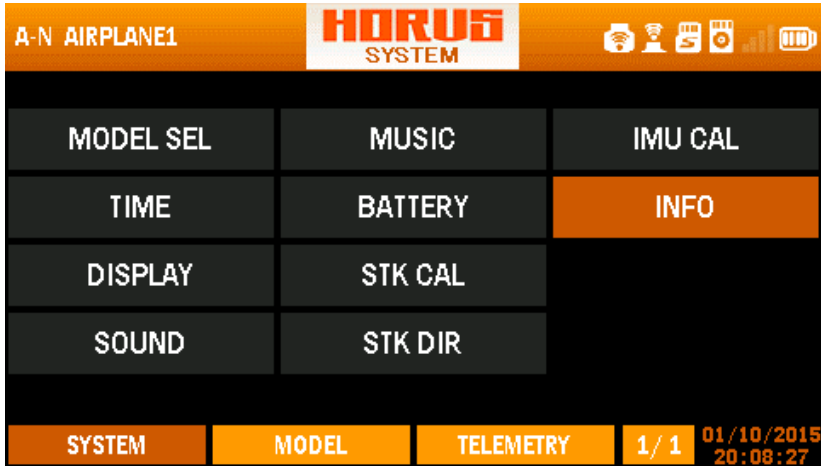 A-N AIRPLANE1
HORUS
SYSTEM
MODEL SEL MUSIC IMU CAL
TIME BATTERY INFO
DISPLAY STK CAL
SOUND STK DIR
SYSTEM MODEL TELEMETRY 1/1 01/10/2015
20:08:27